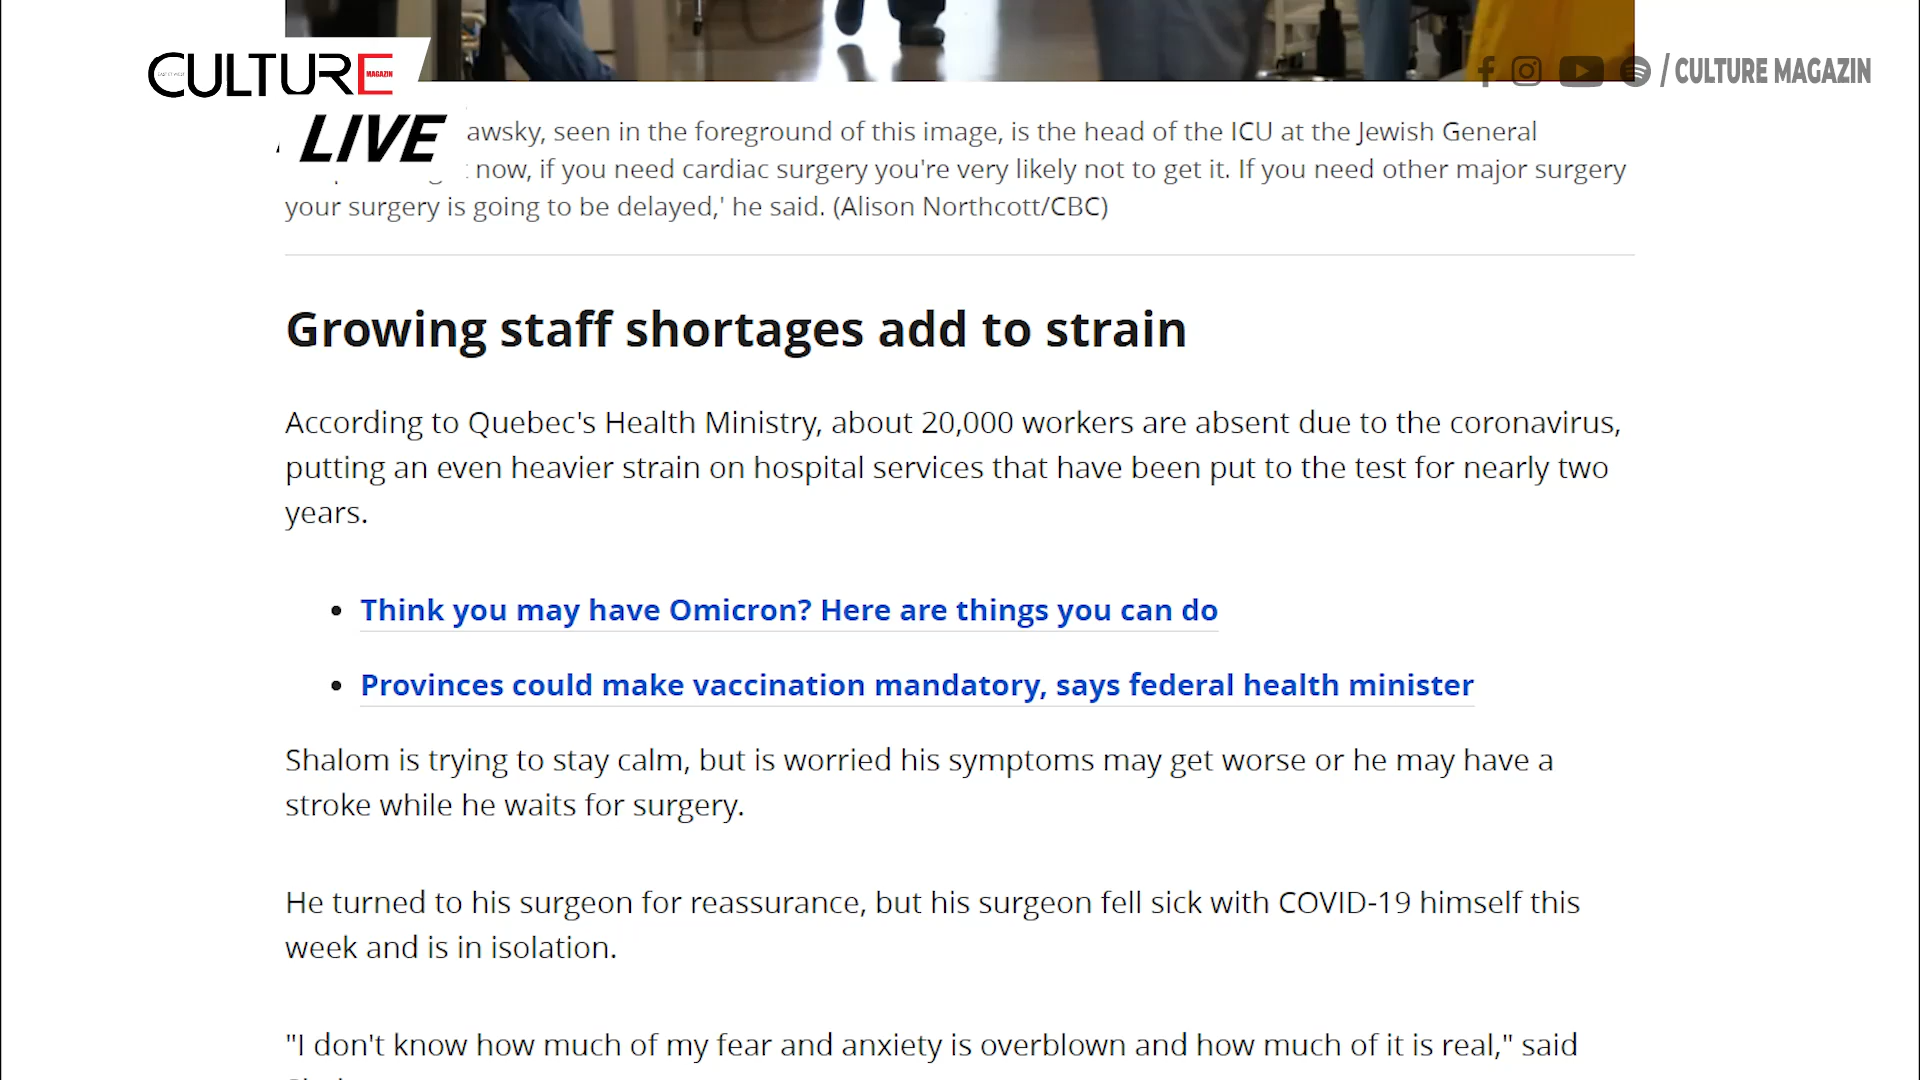 CULTURE
MAGAZIN
LIVE
/ CULTURE MAGAZIN
awsky, seen in the foreground of this image, is the head of the ICU at the Jewish General
now, if you need cardiac surgery you're very likely not to get it. If you need other major surgery
your surgery is going to be delayed,' he said. (Alison Northcott/CBC)
Growing staff shortages add to strain
According to Quebec's Health Ministry, about 20,000 workers are absent due to the coronavirus,
putting an even heavier strain on hospital services that have been put to the test for nearly two
years.
• Think you may have Omicron? Here are things you can do
• Provinces could make vaccination mandatory, says federal health minister
Shalom is trying to stay calm, but is worried his symptoms may get worse or he may have a
stroke while he waits for surgery.
He turned to his surgeon for reassurance, but his surgeon fell sick with COVID-19 himself this
week and is in isolation.
"I don't know how much of my fear and anxiety is overblown and how much of it is real," said